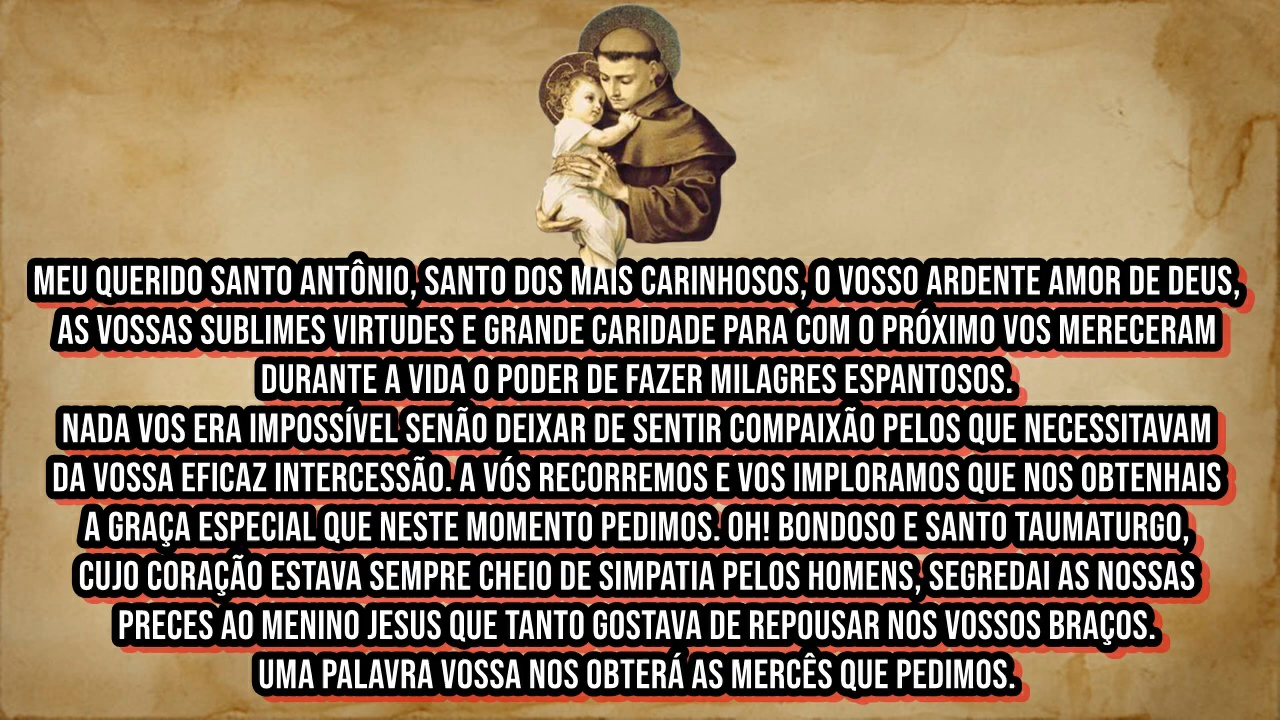 MEU QUERIDO SANTO ANTÔNIO, SANTO DOS MAIS CARINHOSOS, O VOSSO ARDENTE AMOR DE DEUS,
AS VOSSAS SUBLIMES VIRTUDES E GRANDE CARIDADE PARA COM O PRÓXIMO VOS MERECERAM
DURANTE A VIDA O PODER DE FAZER MILAGRES ESPANTOSOS.
NADA VOS ERA IMPOSSÍVEL SENÃO DEIXAR DE SENTIR COMPAIXÃO PELOS QUE NECESSITAVAM
DA VOSSA EFICAZ INTERCESSÃO. A VÓS RECORREMOS E VOS IMPLORAMOS QUE NOS OBTENHAIS
A GRAÇA ESPECIAL QUE NESTE MOMENTO PEDIMOS. OH! BONDOSO E SANTO TAUMATURGO,
CUJO CORAÇÃO ESTAVA SEMPRE CHEIO DE SIMPATIA PELOS HOMENS, SEGREDAI AS NOSSAS
PRECES AO MENINO JESUS QUE TANTO GOSTAVA DE REPOUSAR NOS VOSSOS BRAÇOS.
UMA PALAVRA VOSSA NOS OBTERÁ AS MERCÊS QUE PEDIMOS.